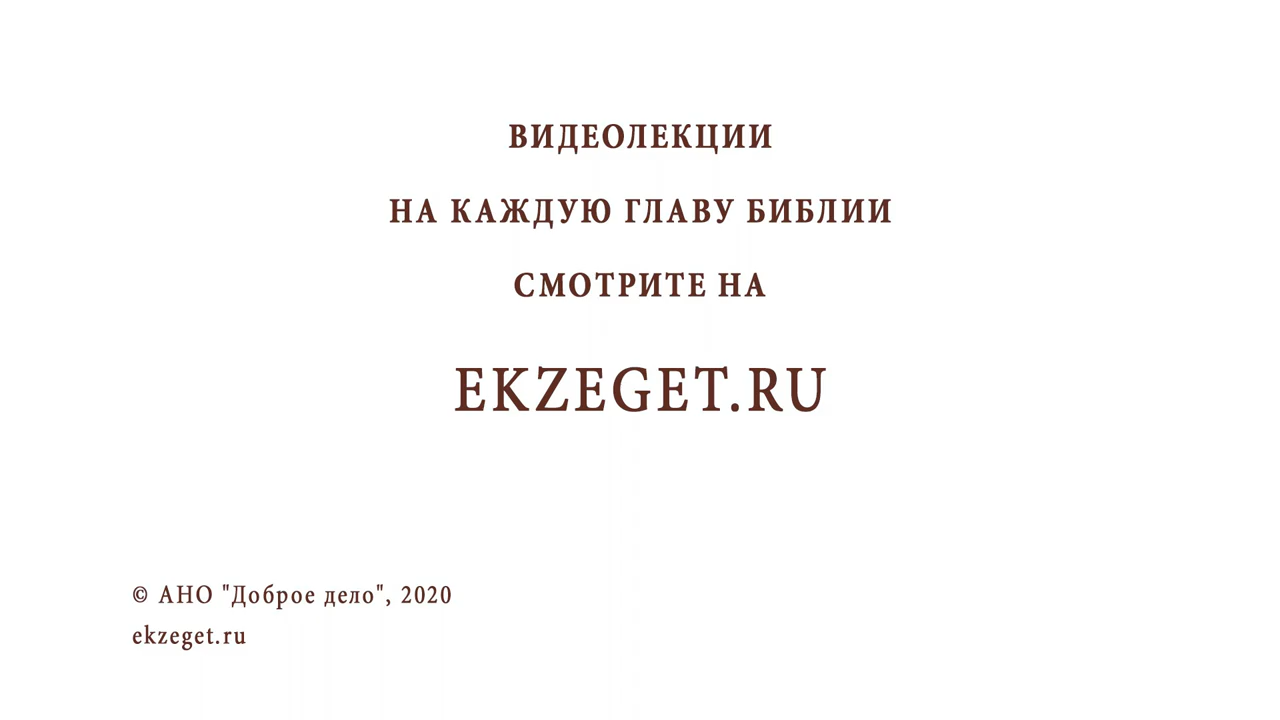 ВИДЕОЛЕКЦИИ
НА КАЖДУЮ ГЛАВУ БИБЛИИ
СМОТРИТЕ НА
EKZEGET.RU
© АНО "Доброе дело", 2020
ekzeget.ru